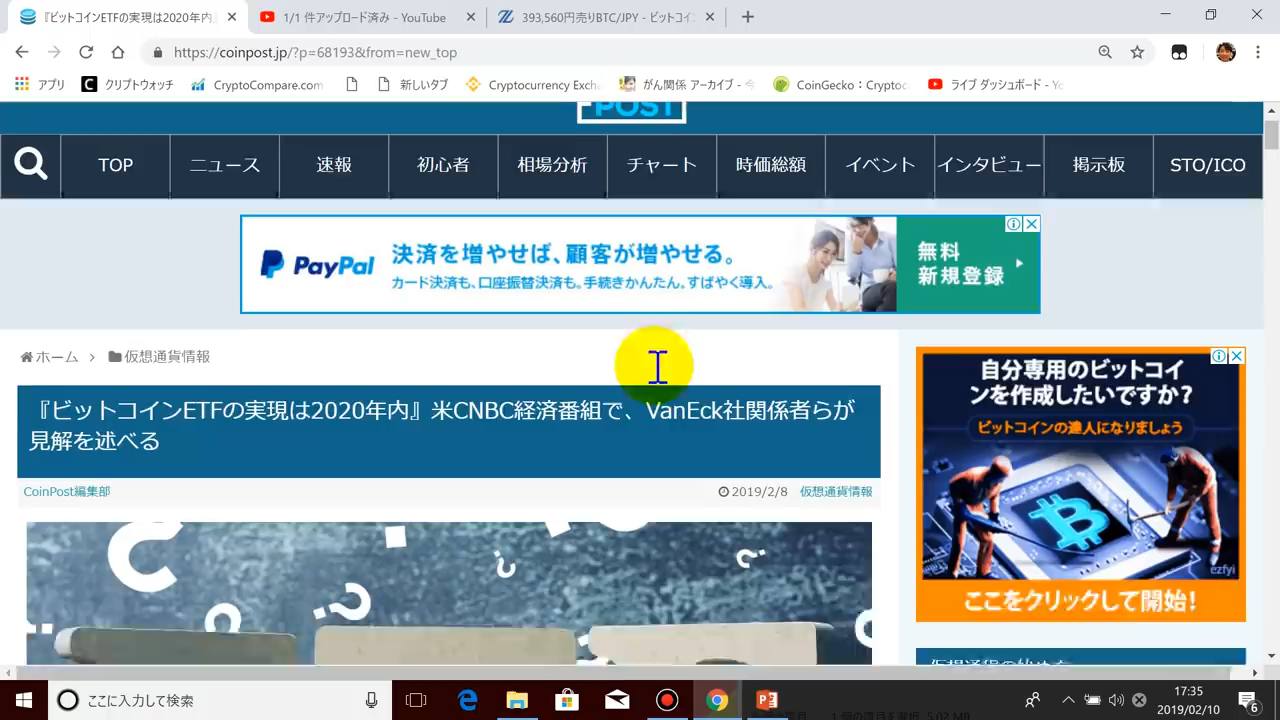 『ビットコインETFの実現は2020年内
1/1 件アップロード済み - YouTube
393,560円売りBTC/JPY - ビットコイ
https://coinpost.jp/?p=68193&from=new_top
アプリ
クリプトウォッチ
CryptoCompare.com
新しいタブ
Cryptocurrency Exch
がん関係 アーカイブ - 今
CoinGecko：Cryptoc
ライブ ダッシュボード - Yo
POST
TOP
ニュース
速報
初心者
相場分析
チャート
時価総額
イベント
インタビュー
掲示板
STO/ICO
PayPal
決済を増やせば、顧客が増やせる。
カード決済も、口座振替決済も。手続きかんたん。すばやく導入。
無料
新規登録
ホーム
仮想通貨情報
『ビットコインETFの実現は2020年内』米CNBC経済番組で、VanEck社関係者らが
見解を述べる
CoinPost編集部
2019/2/8
仮想通貨情報
自分専用のビットコイ
ンを作成したいですか?
ビットコインの達人になりましょう
ezfyi
ここをクリックして開始!
ここに入力して検索
17:35
2019/02/10
6